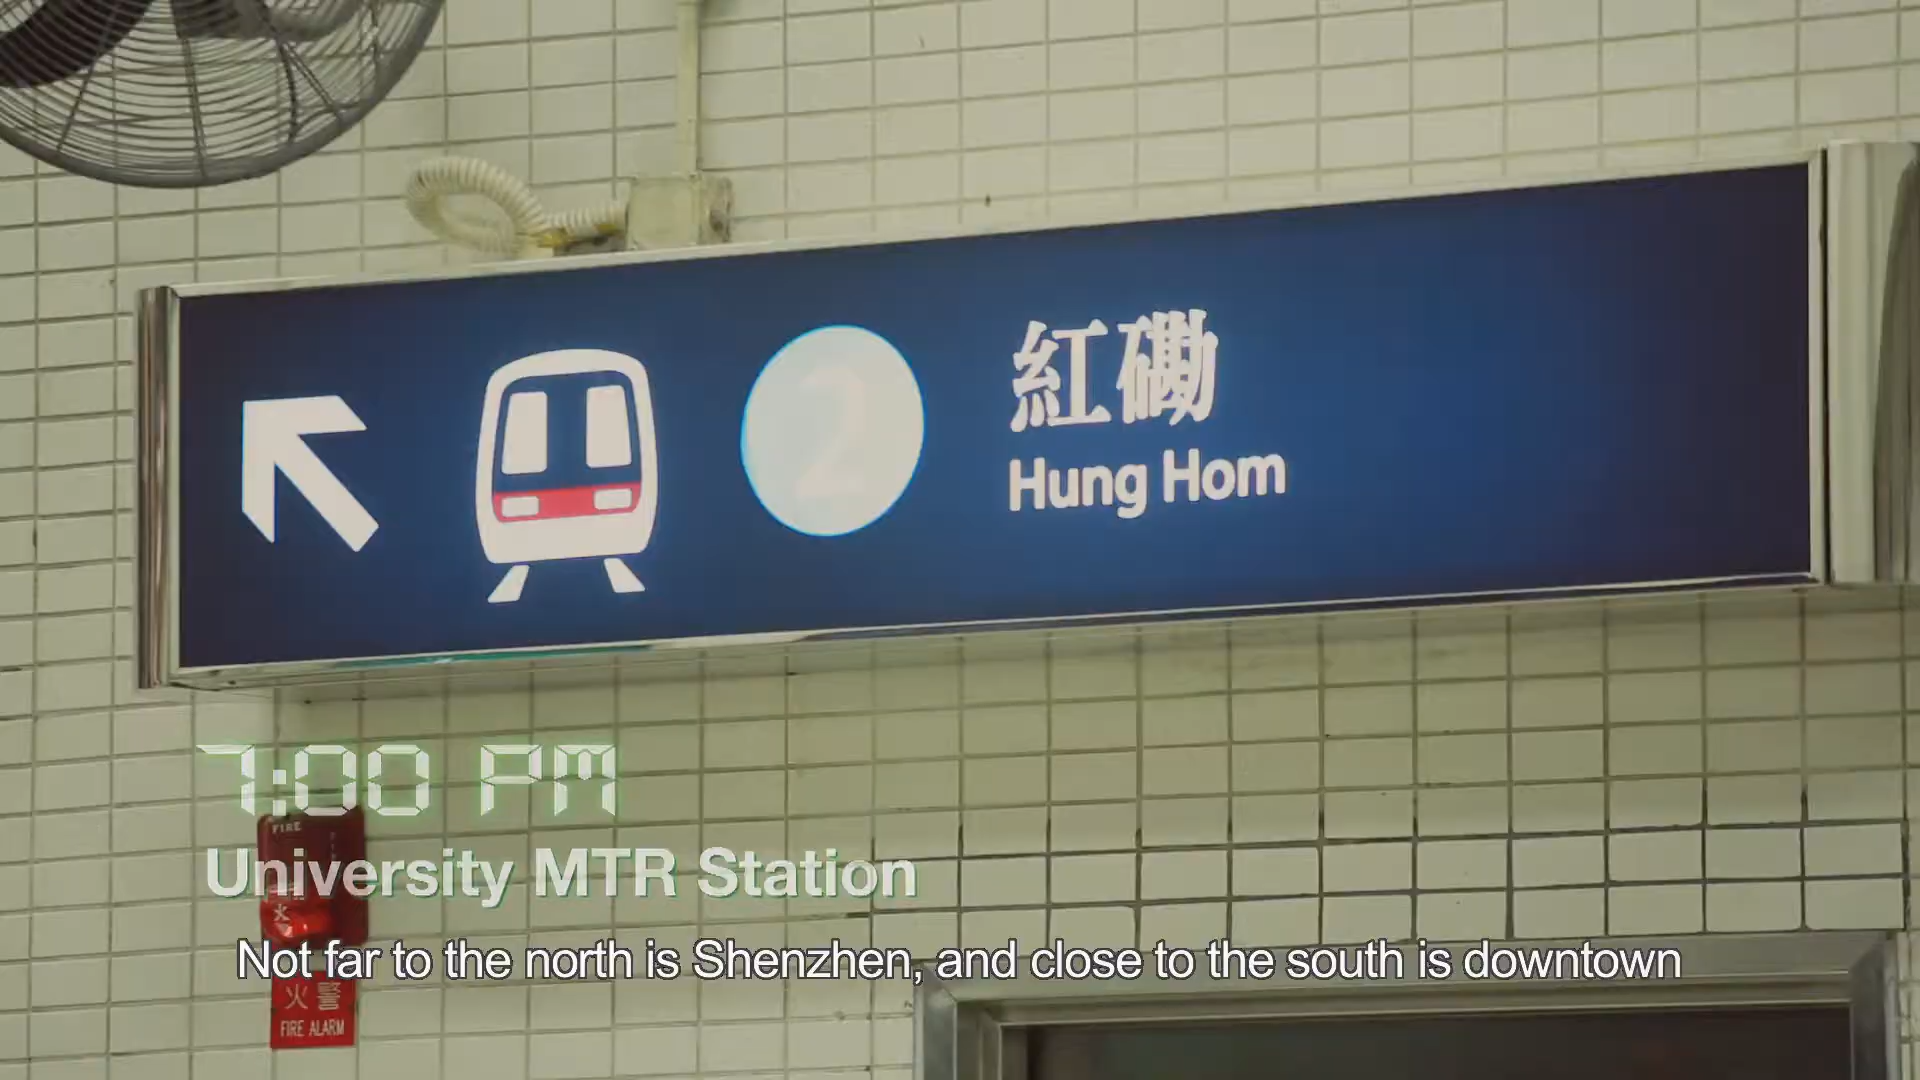 2
紅磡
Hung Hom
7:00 PM
FIRE
University MTR Station
火
Not far to the north is Shenzhen, and close to the south is downtown
火警
FIRE ALARM